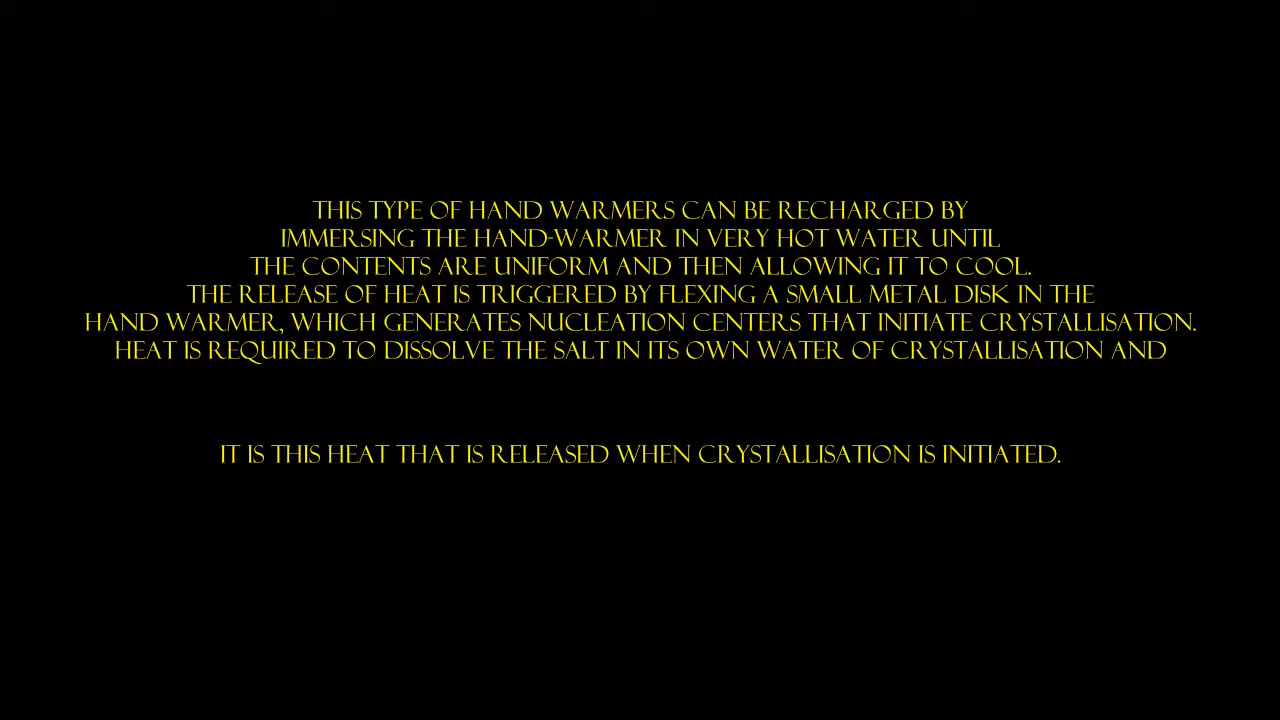 THIS TYPE OF HAND WARMERS CAN BE RECHARGED BY
IMMERSING THE HAND-WARMER IN VERY HOT WATER UNTIL
THE CONTENTS ARE UNIFORM AND THEN ALLOWING IT TO COOL.
THE RELEASE OF HEAT IS TRIGGERED BY FLEXING A SMALL METAL DISK IN THE
HAND WARMER, WHICH GENERATES NUCLEATION CENTERS THAT INITIATE CRYSTALLISATION.
HEAT IS REQUIRED TO DISSOLVE THE SALT IN ITS OWN WATER OF CRYSTALLISATION AND
IT IS THIS HEAT THAT IS RELEASED WHEN CRYSTALLISATION IS INITIATED.